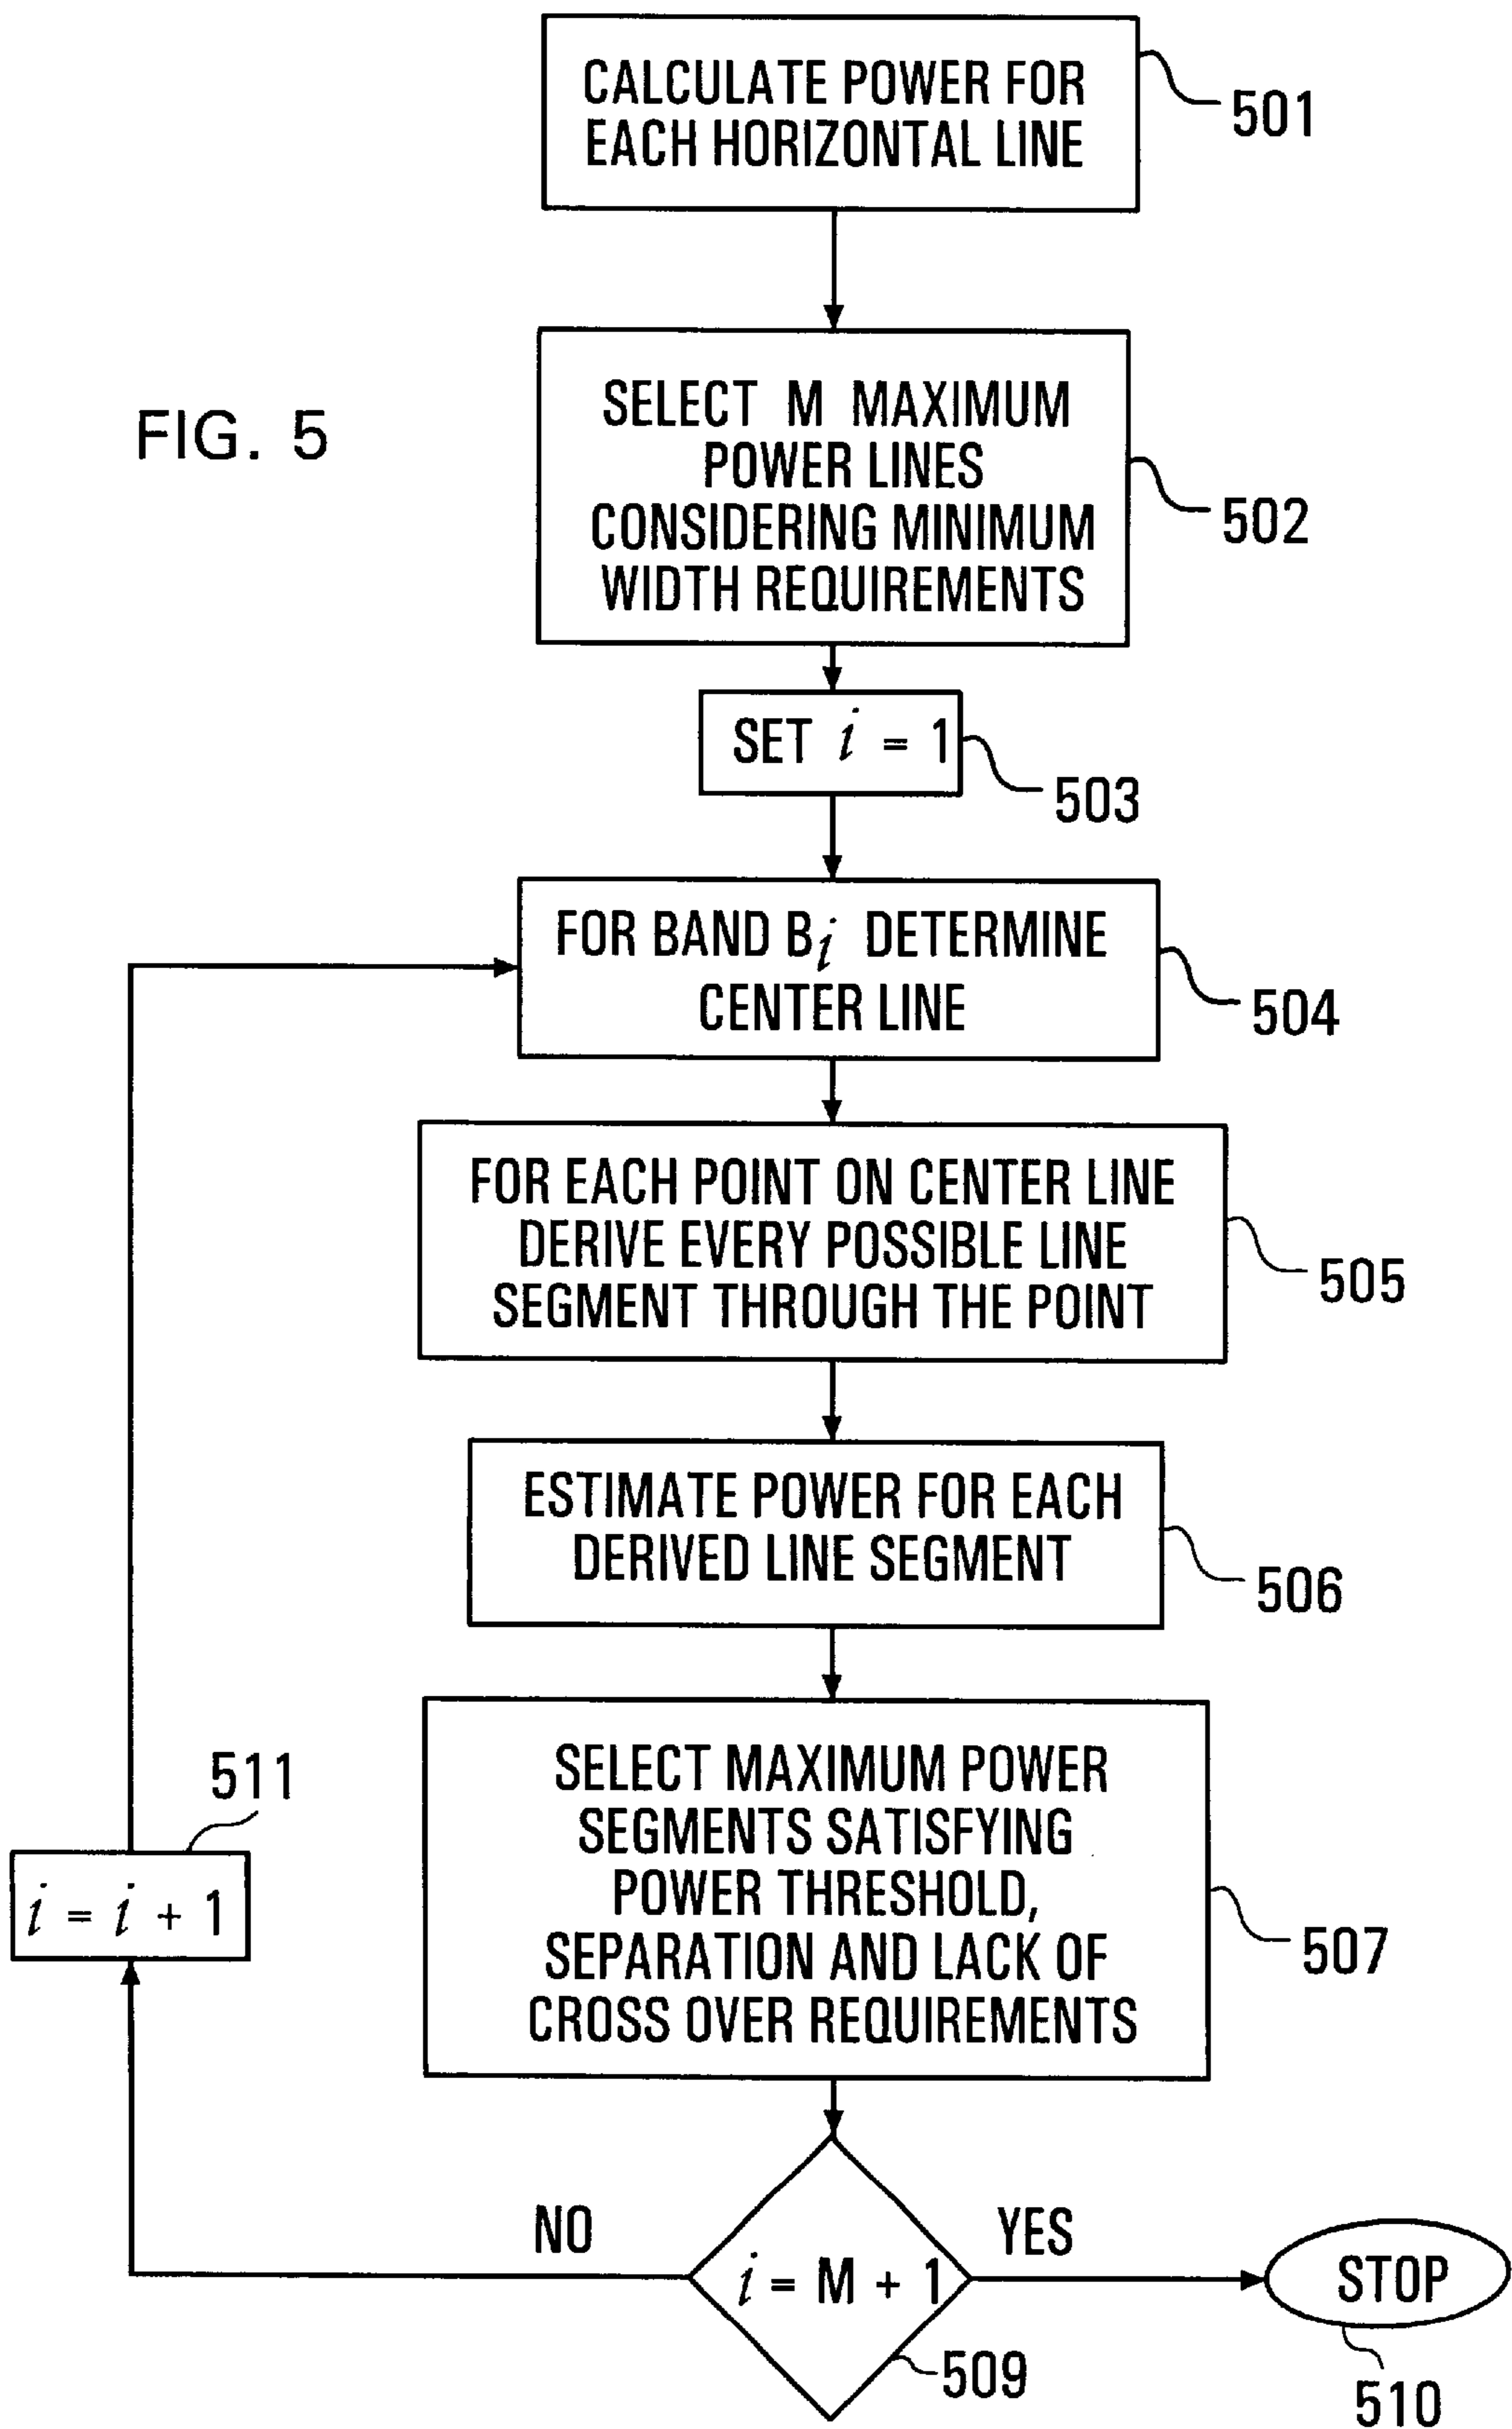 CALCULATE POWER FOR
EACH HORIZONTAL LINE
501
FIG. 5
SELECT M MAXIMUM
POWER LINES
CONSIDERING MINIMUM
WIDTH REQUIREMENTS
502
SET i = 1
503
FOR BAND Bi DETERMINE
CENTER LINE
504
FOR EACH POINT ON CENTER LINE
DERIVE EVERY POSSIBLE LINE
SEGMENT THROUGH THE POINT
505
ESTIMATE POWER FOR EACH
DERIVED LINE SEGMENT
506
SELECT MAXIMUM POWER
SEGMENTS SATISFYING
POWER THRESHOLD,
SEPARATION AND LACK OF
CROSS OVER REQUIREMENTS
507
511
i = i + 1
NO
YES
i = M + 1
509
STOP
510